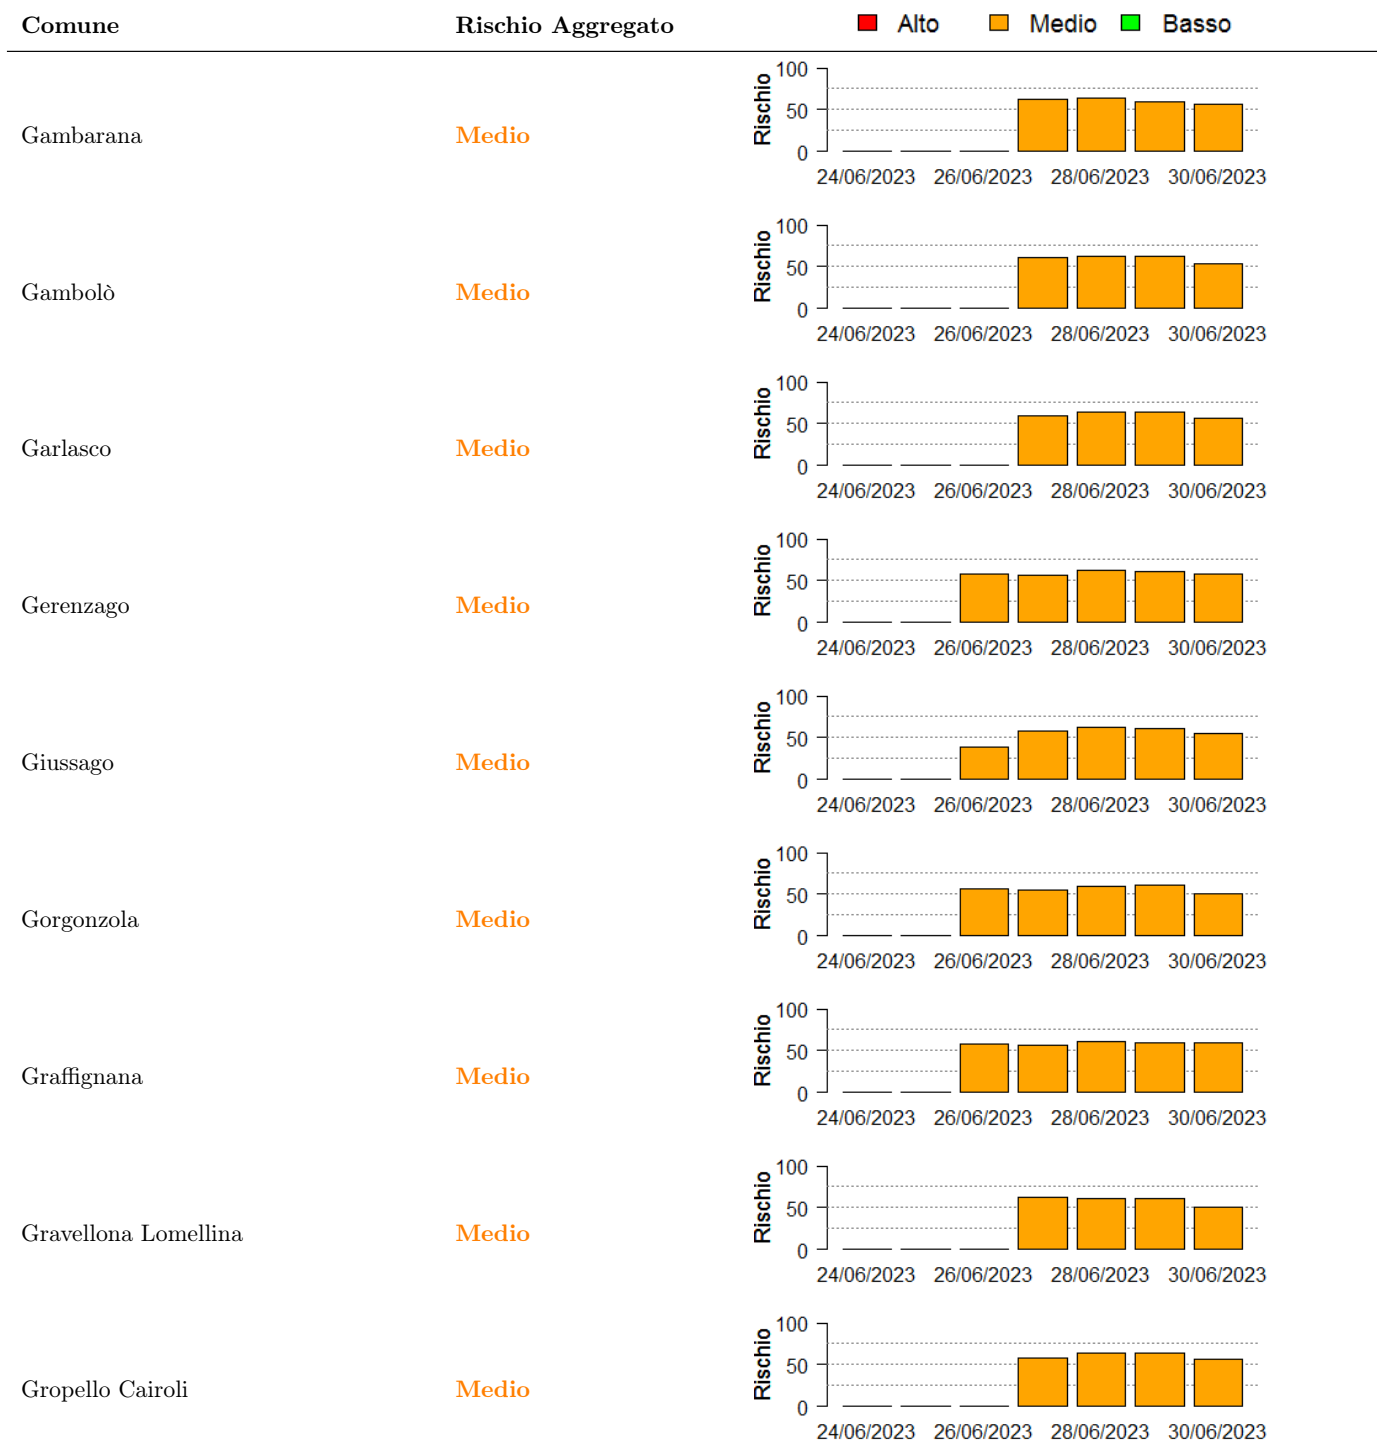 Comune Rischio Aggregato Alto Medio Basso
100
50
0
Rischio
Gambarana Medio
24/06/2023 26/06/2023 28/06/2023 30/06/2023
100
50
0
Rischio
Gambolò Medio
24/06/2023 26/06/2023 28/06/2023 30/06/2023
100
50
0
Rischio
Garlasco Medio
24/06/2023 26/06/2023 28/06/2023 30/06/2023
100
50
0
Rischio
Gerenzago Medio
24/06/2023 26/06/2023 28/06/2023 30/06/2023
100
50
0
Rischio
Giussago Medio
24/06/2023 26/06/2023 28/06/2023 30/06/2023
100
50
0
Rischio
Gorgonzola Medio
24/06/2023 26/06/2023 28/06/2023 30/06/2023
100
50
0
Rischio
Graffignana Medio
24/06/2023 26/06/2023 28/06/2023 30/06/2023
100
50
0
Rischio
Gravellona Lomellina Medio
24/06/2023 26/06/2023 28/06/2023 30/06/2023
100
50
0
Rischio
Gropello Cairoli Medio
24/06/2023 26/06/2023 28/06/2023 30/06/2023